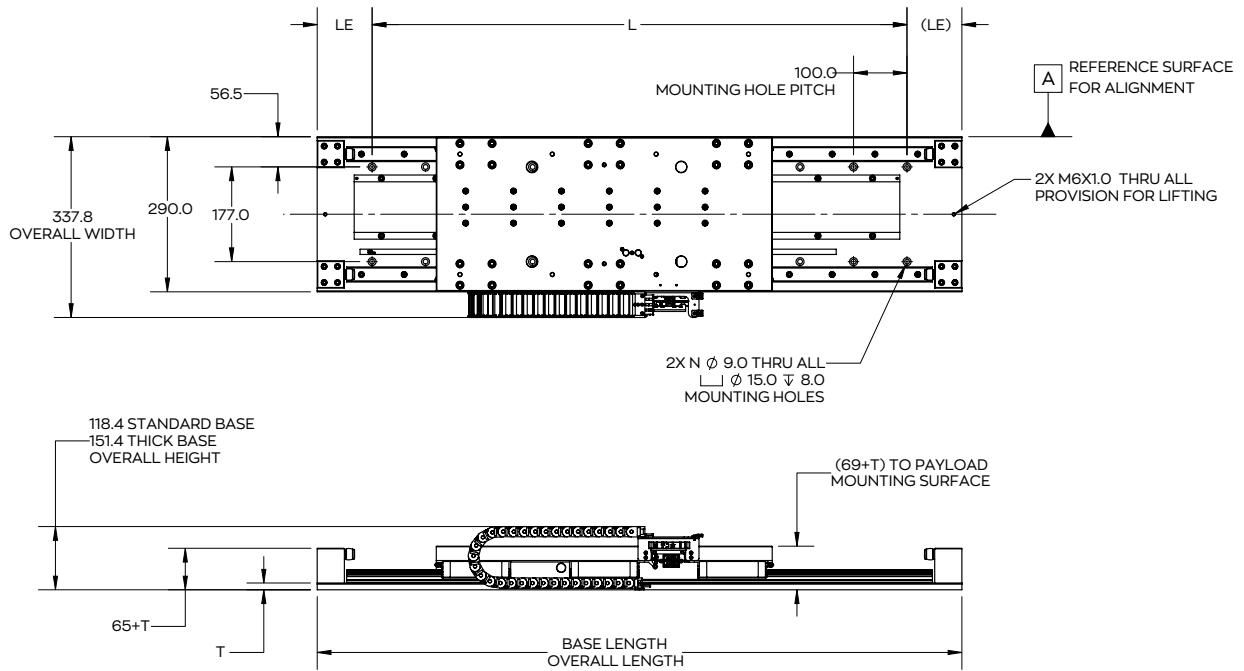 LE
L
(LE)
100.0
MOUNTING HOLE PITCH
A
REFERENCE SURFACE
FOR ALIGNMENT
56.5
337.8
OVERALL WIDTH
290.0
177.0
2X M6X1.0 THRU ALL
PROVISION FOR LIFTING
2X N ⌀ 9.0 THRU ALL
⌴ ⌀ 15.0 ↧ 8.0
MOUNTING HOLES
118.4 STANDARD BASE
151.4 THICK BASE
OVERALL HEIGHT
(69+T) TO PAYLOAD
MOUNTING SURFACE
65+T
T
BASE LENGTH
OVERALL LENGTH